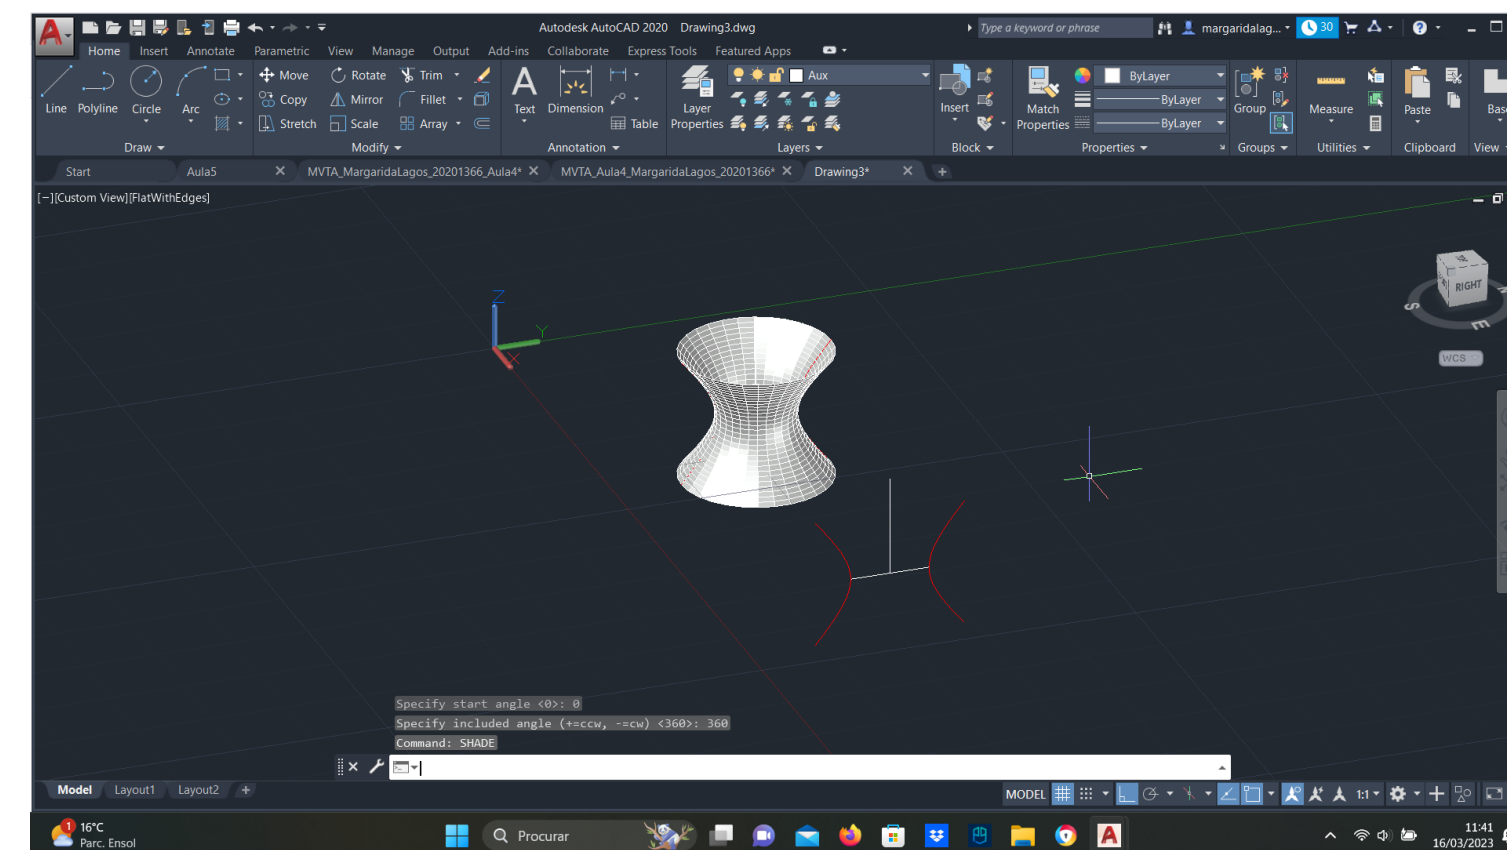 Autodesk AutoCAD 2020 Drawing3.dwg
Type a keyword or phrase
margaridalag...
30
Home Insert Annotate Parametric View Manage Output Add-ins Collaborate Express Tools Featured Apps
Line Polyline Circle Arc
Move Rotate Trim
Copy Mirror Fillet
Stretch Scale Array
Text Dimension
Table
Layer
Properties
Aux
Insert
Match
Properties
ByLayer
ByLayer
ByLayer
Group
Measure
Paste
Bas
Draw Modify Annotation Layers Block Properties Groups Utilities Clipboard View
Start Aula5 MVTA_MargaridaLagos_20201366_Aula4* MVTA_Aula4_MargaridaLagos_20201366* Drawing3*
[−][Custom View][FlatWithEdges]
Z
Y
X
RIGHT
S
E
WCS
Specify start angle <0>: 0
Specify included angle (+=ccw, -=cw) <360>: 360
Command: SHADE
Model Layout1 Layout2 +
MODEL
1:1
1
16°C
Parc. Ensol
Procurar
11:41
16/03/2023